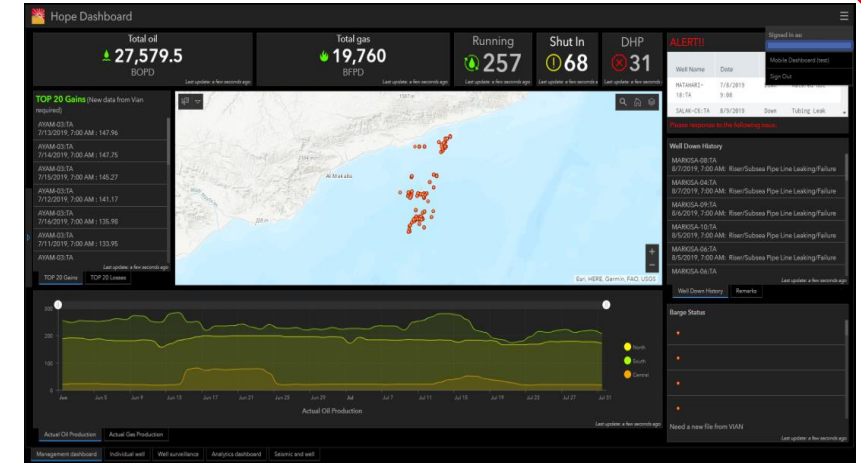 Hope Dashboard
Signed In as:
Mobile Dashboard (test)
Sign Out
Total oil
27,579.5
BOPD
Last update: a few seconds ago
Total gas
19,760
BFPD
Last update: a few seconds ago
Running
257
Last update: a few seconds ago
Shut In
68
Last update: a few seconds a
DHP
31
Last update: a few seconds
ALERT!!
Well Name Date
MATAHARI-
18:TA
7/8/2019
9:08
SALAK-C6:TA 8/9/2019 Down Tubing Leak
Please response to the following issue:
TOP 20 Gains (New data from Vian
required)
AYAM-03:TA
7/13/2019, 7:00 AM : 147.96
AYAM-03:TA
7/14/2019, 7:00 AM : 147.75
AYAM-03:TA
7/15/2019, 7:00 AM : 145.27
AYAM-03:TA
7/12/2019, 7:00 AM : 141.17
AYAM-03:TA
7/16/2019, 7:00 AM : 135.98
AYAM-03:TA
7/11/2019, 7:00 AM : 133.95
AYAM-03:TA
Last update: a few seconds ago
TOP 20 Gains
TOP 20 Losses
Al Mukalla
Esri, HERE, Garmin, FAO, USGS
Well Down History
MARKISA-08:TA
8/7/2019, 7:00 AM: Riser/Subsea Pipe Line Leaking/Failure
MARKISA-04:TA
8/7/2019, 7:00 AM: Riser/Subsea Pipe Line Leaking/Failure
MARKISA-09:TA
8/6/2019, 7:00 AM: Riser/Subsea Pipe Line Leaking/Failure
MARKISA-10:TA
8/5/2019, 7:00 AM: Riser/Subsea Pipe Line Leaking/Failure
MARKISA-06:TA
8/5/2019, 7:00 AM: Riser/Subsea Pipe Line Leaking/Failure
MARKISA-06:TA
Last update: a few seconds ago
Well Down History
Remarks
300
200
100
0
Jun Jun 5 Jun 9 Jun 13 Jun 17 Jun 21 Jun 25 Jun 29 Jul Jul 7 Jul 11 Jul 15 Jul 19 Jul 23 Jul 27 Jul 31
Actual Oil Production
North
South
Central
Last update: a few seconds ago
Actual Oil Production
Actual Gas Production
Barge Status
Need a new file from VIAN
Last update: a few seconds ago
Management dashboard
Individual well
Well surveillance
Analytics dashboard
Seismic and well